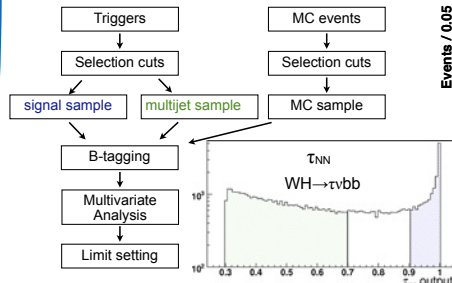 Triggers
MC events
Selection cuts
Selection cuts
signal sample
multijet sample
MC sample
B-tagging
Multivariate
Analysis
Limit setting
τNN
WH→τνbb
10³
10²
0.3 0.4 0.5 0.6 0.7 0.8 0.9 1
output
Events / 0.05